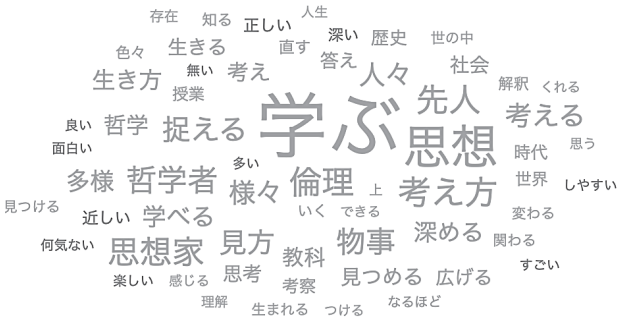 存在 知る 正しい 人生
色々 生きる 直す 深い 歴史 世の中
生き方 無い 考え 答え 人々 社会
授業 先人 解釈 くれる
良い 哲学 捉える 学ぶ 考える
面白い 多い 思想 時代 思う
多様 哲学者 様々 倫理 上 考え方 世界 しやすい
見つける 近しい 学べる いく できる 変わる
何気ない 思想家 見方 教科 物事 深める 関わる
楽しい 感じる 思考 考察 見つめる 広げる すごい
理解 生まれる つける なるほど